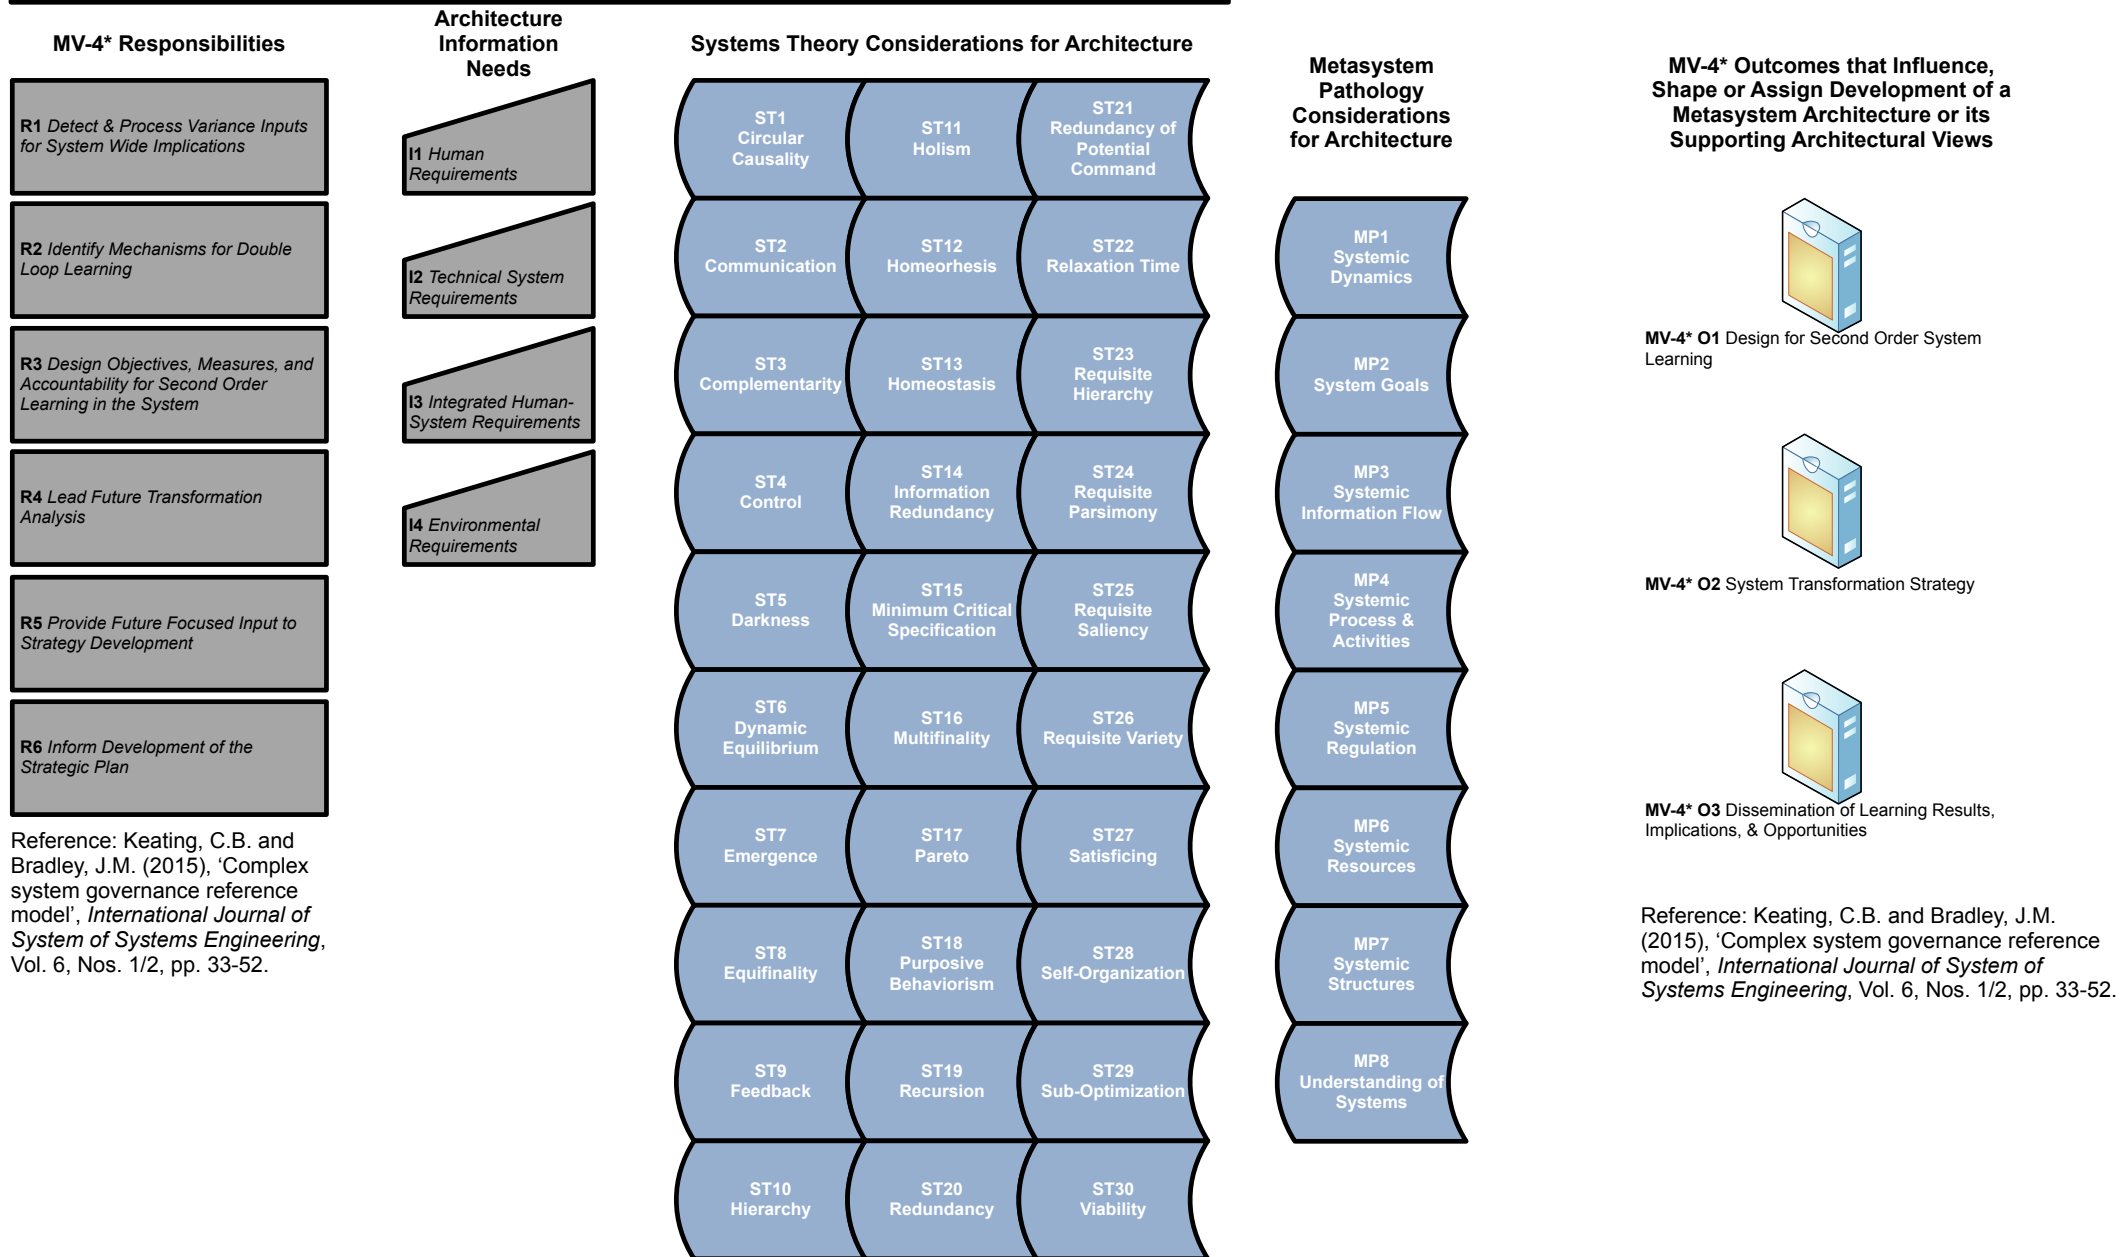 MV-4* Responsibilities
R1 Detect & Process Variance Inputs
for System Wide Implications
R2 Identify Mechanisms for Double
Loop Learning
R3 Design Objectives, Measures, and
Accountability for Second Order
Learning in the System
R4 Lead Future Transformation
Analysis
R5 Provide Future Focused Input to
Strategy Development
R6 Inform Development of the
Strategic Plan
Reference: Keating, C.B. and
Bradley, J.M. (2015), ‘Complex
system governance reference
model’, International Journal of
System of Systems Engineering,
Vol. 6, Nos. 1/2, pp. 33-52.
Architecture
Information
Needs
I1 Human
Requirements
I2 Technical System
Requirements
I3 Integrated Human-
System Requirements
I4 Environmental
Requirements
Systems Theory Considerations for Architecture
ST1
Circular
Causality
ST2
Communication
ST3
Complementarity
ST4
Control
ST5
Darkness
ST6
Dynamic
Equilibrium
ST7
Emergence
ST8
Equifinality
ST9
Feedback
ST10
Hierarchy
ST11
Holism
ST12
Homeorhesis
ST13
Homeostasis
ST14
Information
Redundancy
ST15
Minimum Critical
Specification
ST16
Multifinality
ST17
Pareto
ST18
Purposive
Behaviorism
ST19
Recursion
ST20
Redundancy
ST21
Redundancy of
Potential
Command
ST22
Relaxation Time
ST23
Requisite
Hierarchy
ST24
Requisite
Parsimony
ST25
Requisite
Saliency
ST26
Requisite Variety
ST27
Satisficing
ST28
Self-Organization
ST29
Sub-Optimization
ST30
Viability
Metasystem
Pathology
Considerations
for Architecture
MP1
Systemic
Dynamics
MP2
System Goals
MP3
Systemic
Information Flow
MP4
Systemic
Process &
Activities
MP5
Systemic
Regulation
MP6
Systemic
Resources
MP7
Systemic
Structures
MP8
Understanding of
Systems
MV-4* Outcomes that Influence,
Shape or Assign Development of a
Metasystem Architecture or its
Supporting Architectural Views
MV-4* O1 Design for Second Order System
Learning
MV-4* O2 System Transformation Strategy
MV-4* O3 Dissemination of Learning Results,
Implications, & Opportunities
Reference: Keating, C.B. and Bradley, J.M.
(2015), ‘Complex system governance reference
model’, International Journal of System of
Systems Engineering, Vol. 6, Nos. 1/2, pp. 33-52.